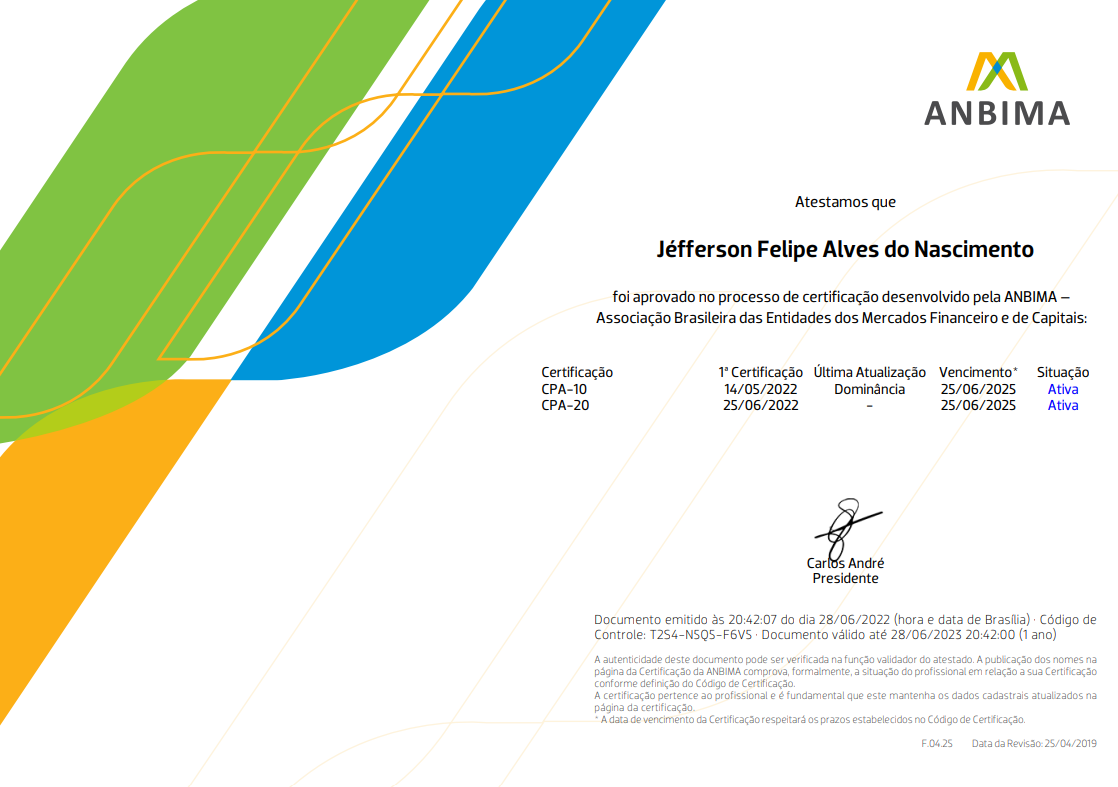 ANBIMA
Atestamos que
Jéfferson Felipe Alves do Nascimento
foi aprovado no processo de certificação desenvolvido pela ANBIMA –
Associação Brasileira das Entidades dos Mercados Financeiro e de Capitais:
Certificação 1ª Certificação Última Atualização Vencimento* Situação
CPA-10 14/05/2022 Dominância 25/06/2025 Ativa
CPA-20 25/06/2022 - 25/06/2025 Ativa
Carlos André
Presidente
Documento emitido às 20:42:07 do dia 28/06/2022 (hora e data de Brasília) · Código de
Controle: T2S4-NSQS-F6VS · Documento válido até 28/06/2023 20:42:00 (1 ano)
A autenticidade deste documento pode ser verificada na função validador do atestado. A publicação dos nomes na
página da Certificação da ANBIMA comprova, formalmente, a situação do profissional em relação a sua Certificação
conforme definição do Código de Certificação.
A certificação pertence ao profissional e é fundamental que este mantenha os dados cadastrais atualizados na
página da certificação.
* A data de vencimento da Certificação respeitará os prazos estabelecidos no Código de Certificação.
F.04.25 Data da Revisão: 25/04/2019